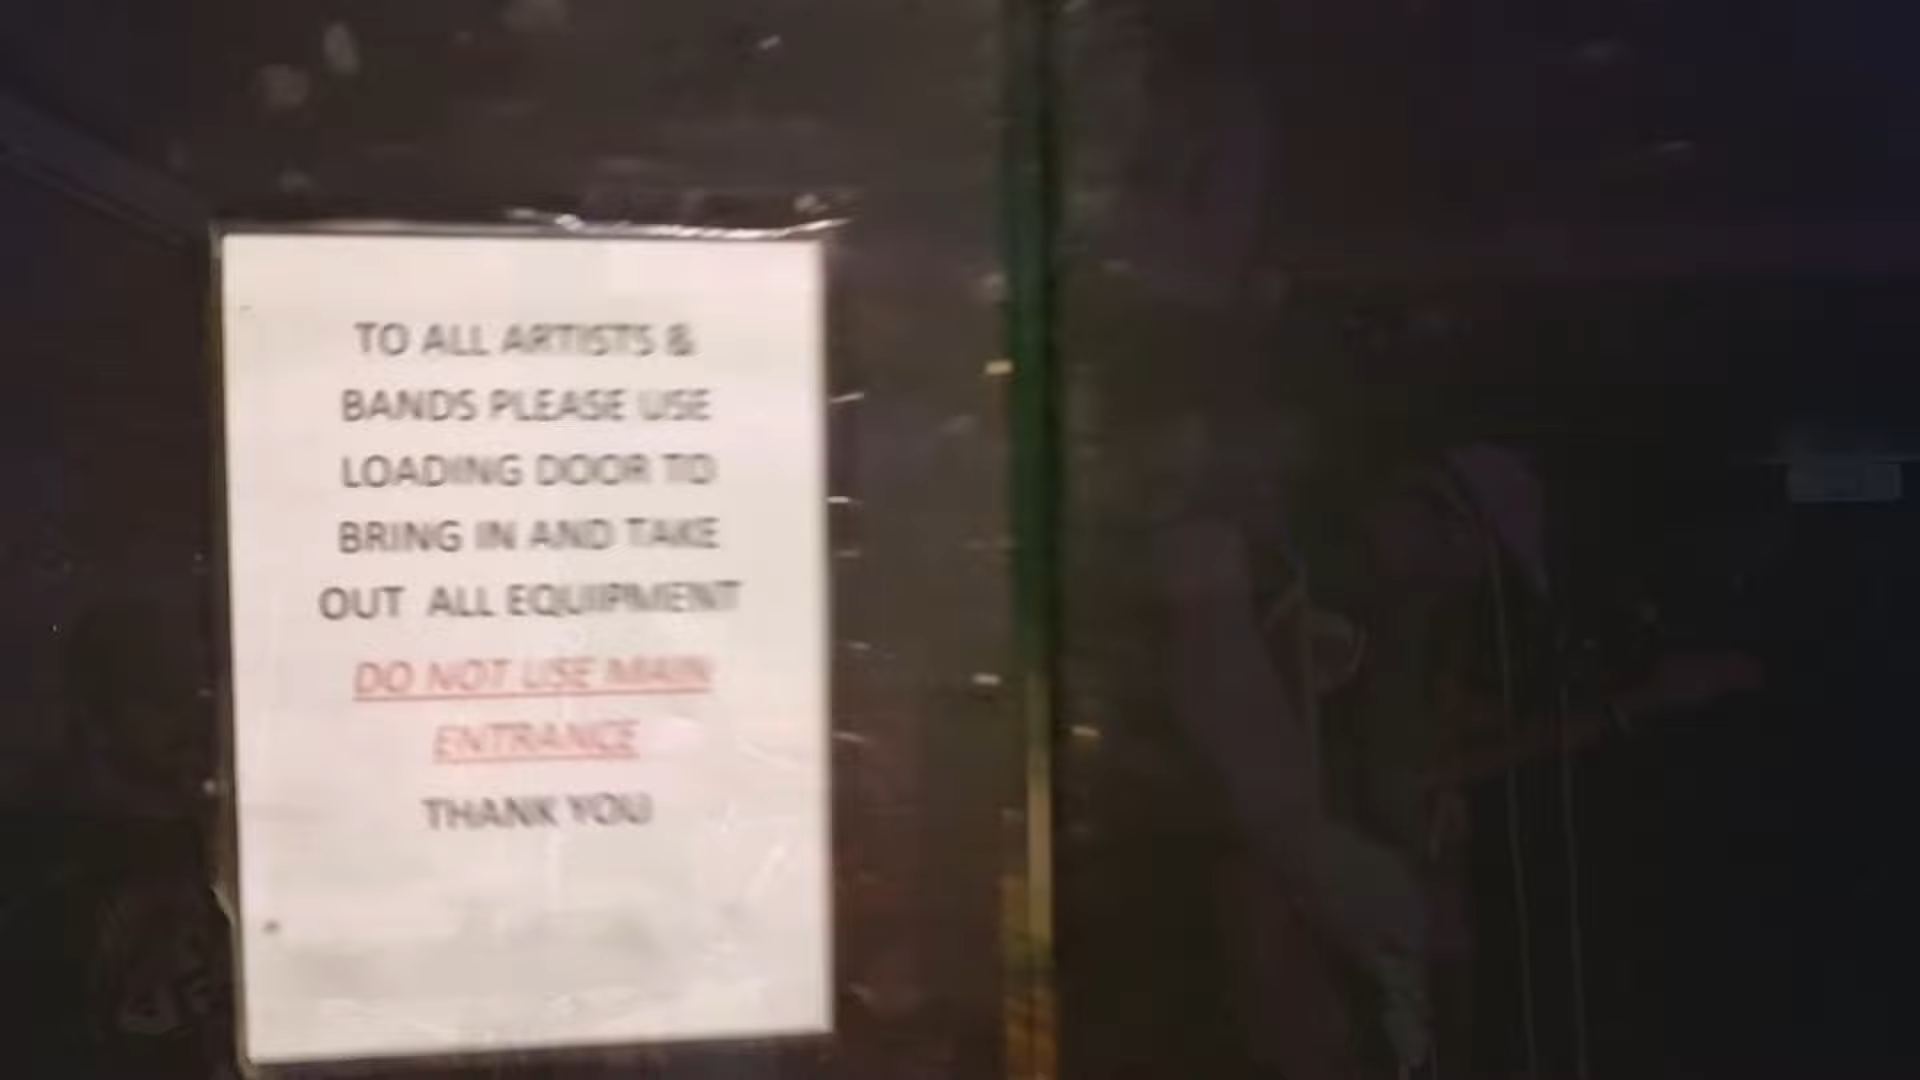 TO ALL ARTISTS &
BANDS PLEASE USE
LOADING DOOR TO
BRING IN AND TAKE
OUT ALL EQUIPMENT
DO NOT USE MAIN
ENTRANCE
THANK YOU